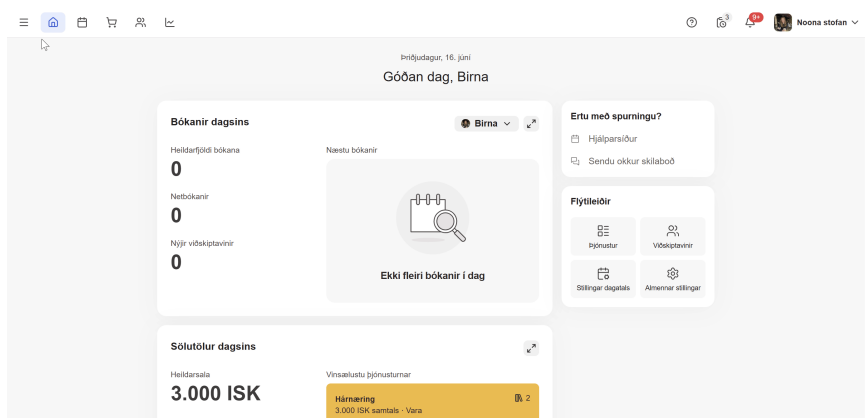 3
9+
Noona stofan
Þriðjudagur, 16. júní
Góðan dag, Birna
Bókanir dagsins
Birna
Heildarfjöldi bókana
0
Netbókanir
0
Nýjir viðskiptavinir
0
Næstu bókanir
Ekki fleiri bókanir í dag
Ertu með spurningu?
Hjálparsíður
Sendu okkur skilaboð
Flýtileiðir
Þjónustur
Viðskiptavinir
Stillingar dagatals
Almennar stillingar
Sölutölur dagsins
Heildarsala
3.000 ISK
Vinsælustu þjónusturnar
Hárnæring
2
3.000 ISK samtals · Vara